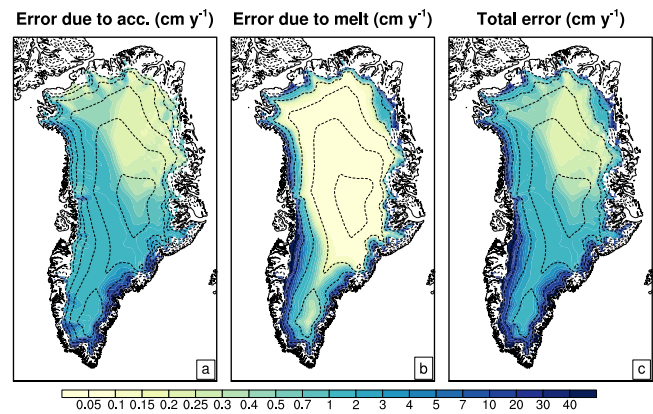 Error due to acc. (cm y⁻¹) Error due to melt (cm y⁻¹) Total error (cm y⁻¹)
a b c
0.05 0.1 0.15 0.2 0.25 0.3 0.4 0.5 0.7 1 2 3 4 5 7 10 20 30 40